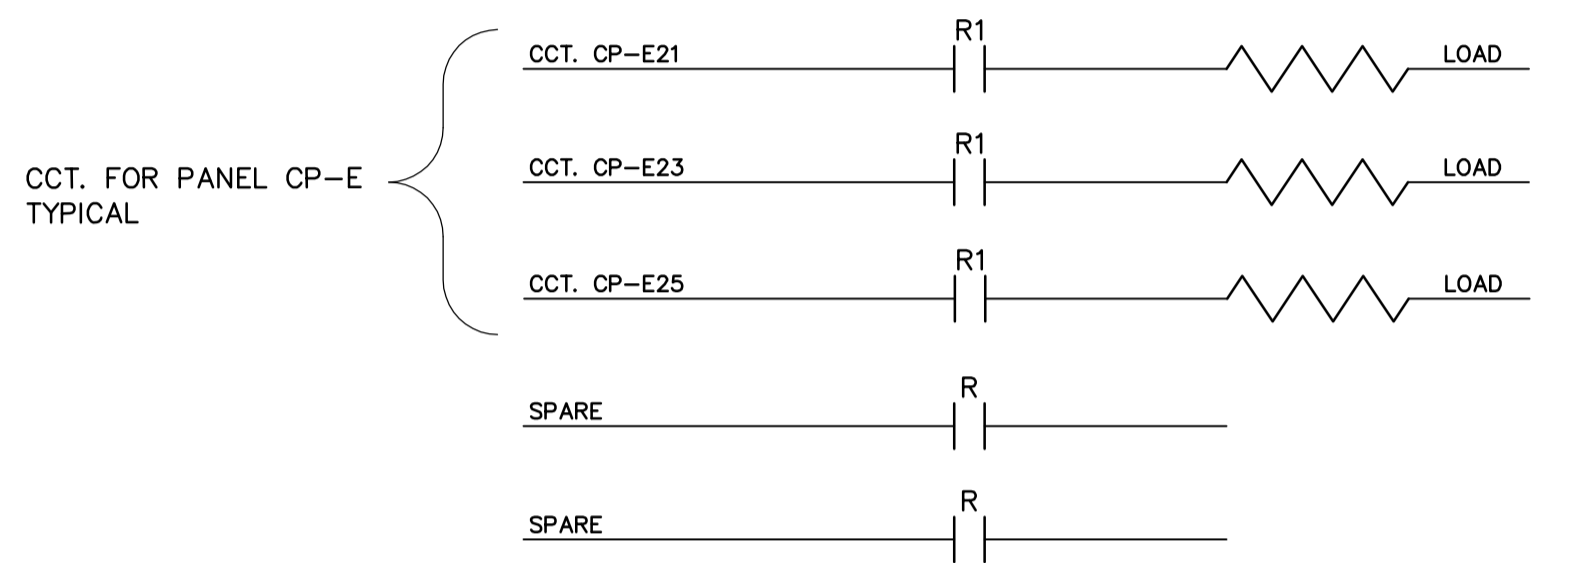 R1
CCT. CP-E21
LOAD
R1
CCT. CP-E23
LOAD
CCT. FOR PANEL CP-E
TYPICAL
R1
CCT. CP-E25
LOAD
R
SPARE
R
SPARE